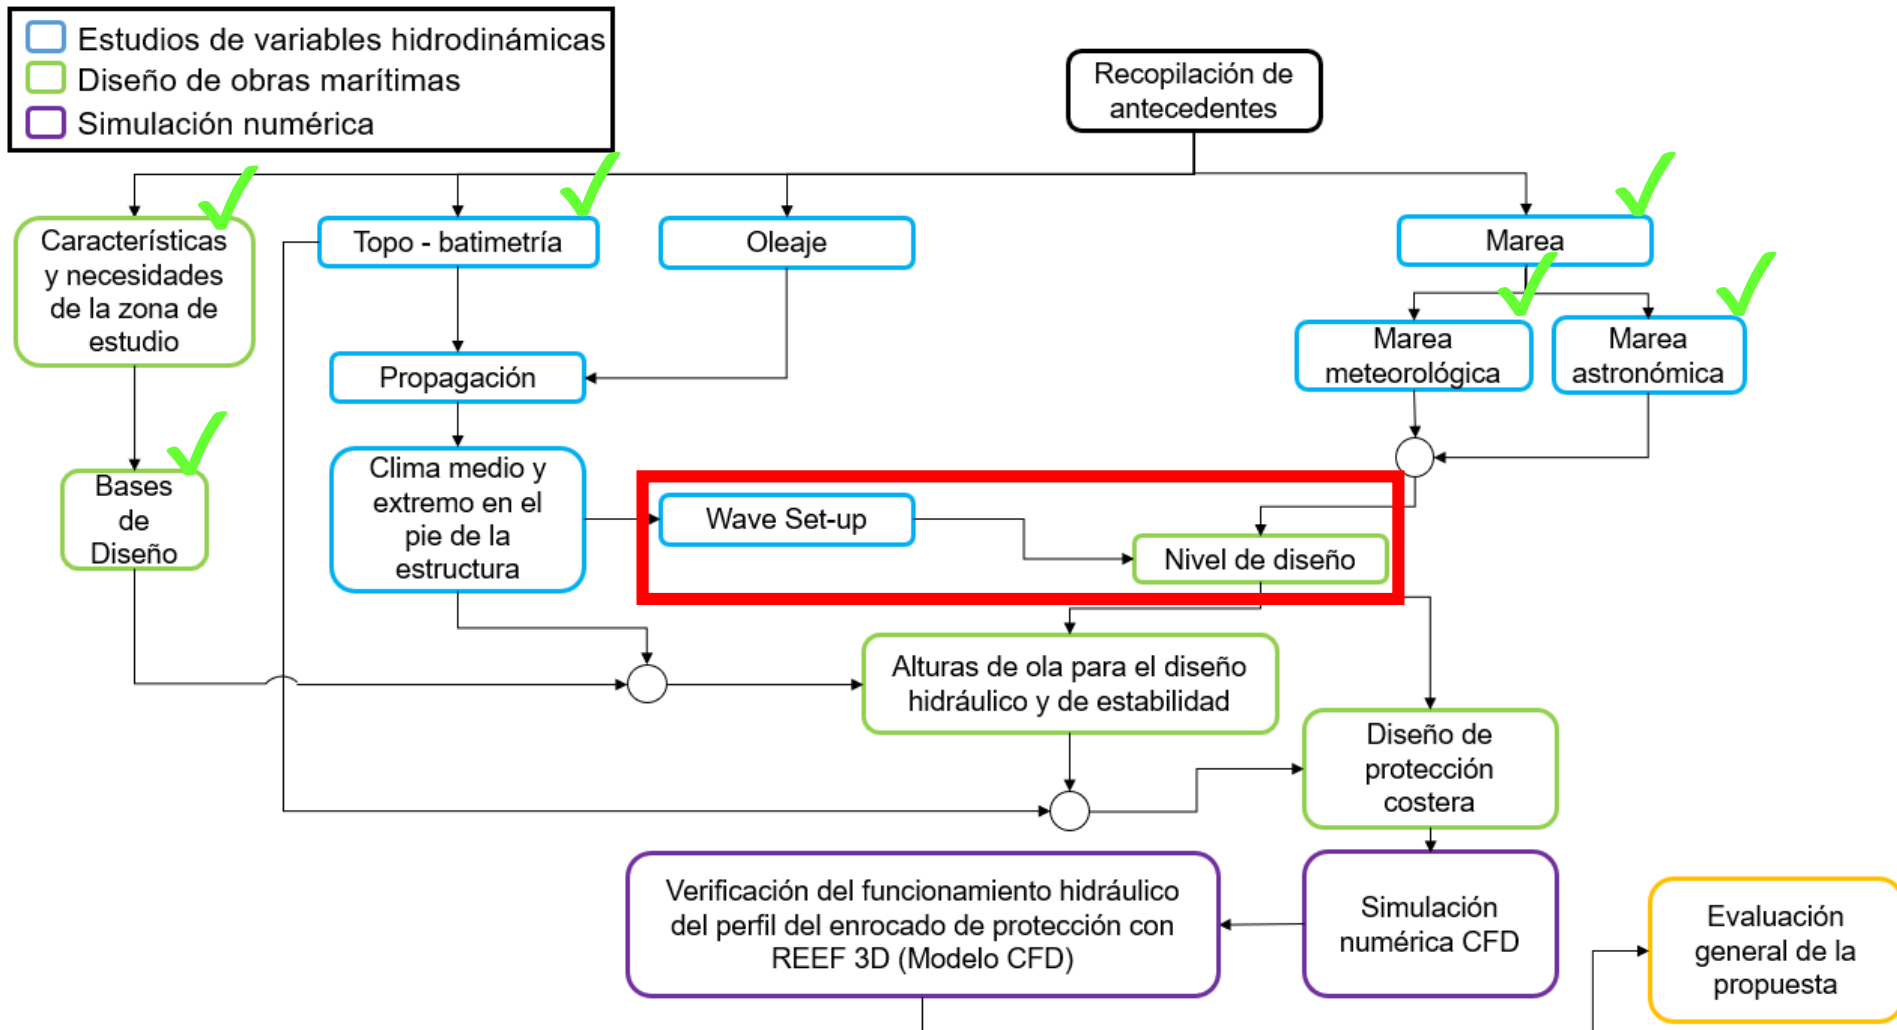 Estudios de variables hidrodinámicas
Diseño de obras marítimas
Simulación numérica
Recopilación de
antecedentes
Características
y necesidades
de la zona de
estudio
Topo - batimetría
Oleaje
Marea
Marea
meteorológica
Marea
astronómica
Propagación
Clima medio y
extremo en el
pie de la
estructura
Bases
de
Diseño
Wave Set-up
Nivel de diseño
Alturas de ola para el diseño
hidráulico y de estabilidad
Diseño de
protección
costera
Verificación del funcionamiento hidráulico
del perfil del enrocado de protección con
REEF 3D (Modelo CFD)
Simulación
numérica CFD
Evaluación
general de la
propuesta